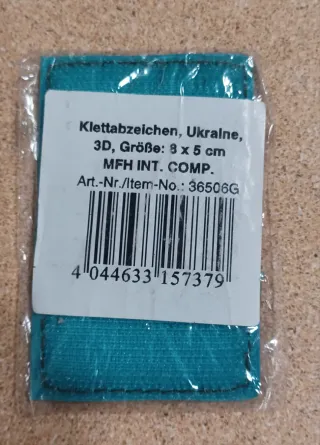 Klettabzeichen, Ukraine,
3D, Größe: 8 x 5 cm
MFH INT. COMP.
Art.-Nr./Item-No.: 36506G
4 044633 157379